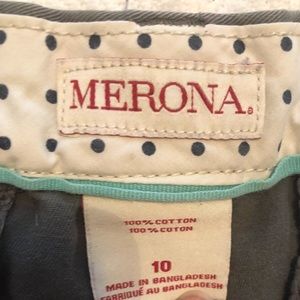 MERONA®
100% COTTON
100% COTON
10
MADE IN BANGLADESH
FABRIQUÉ AU BANGLADESH